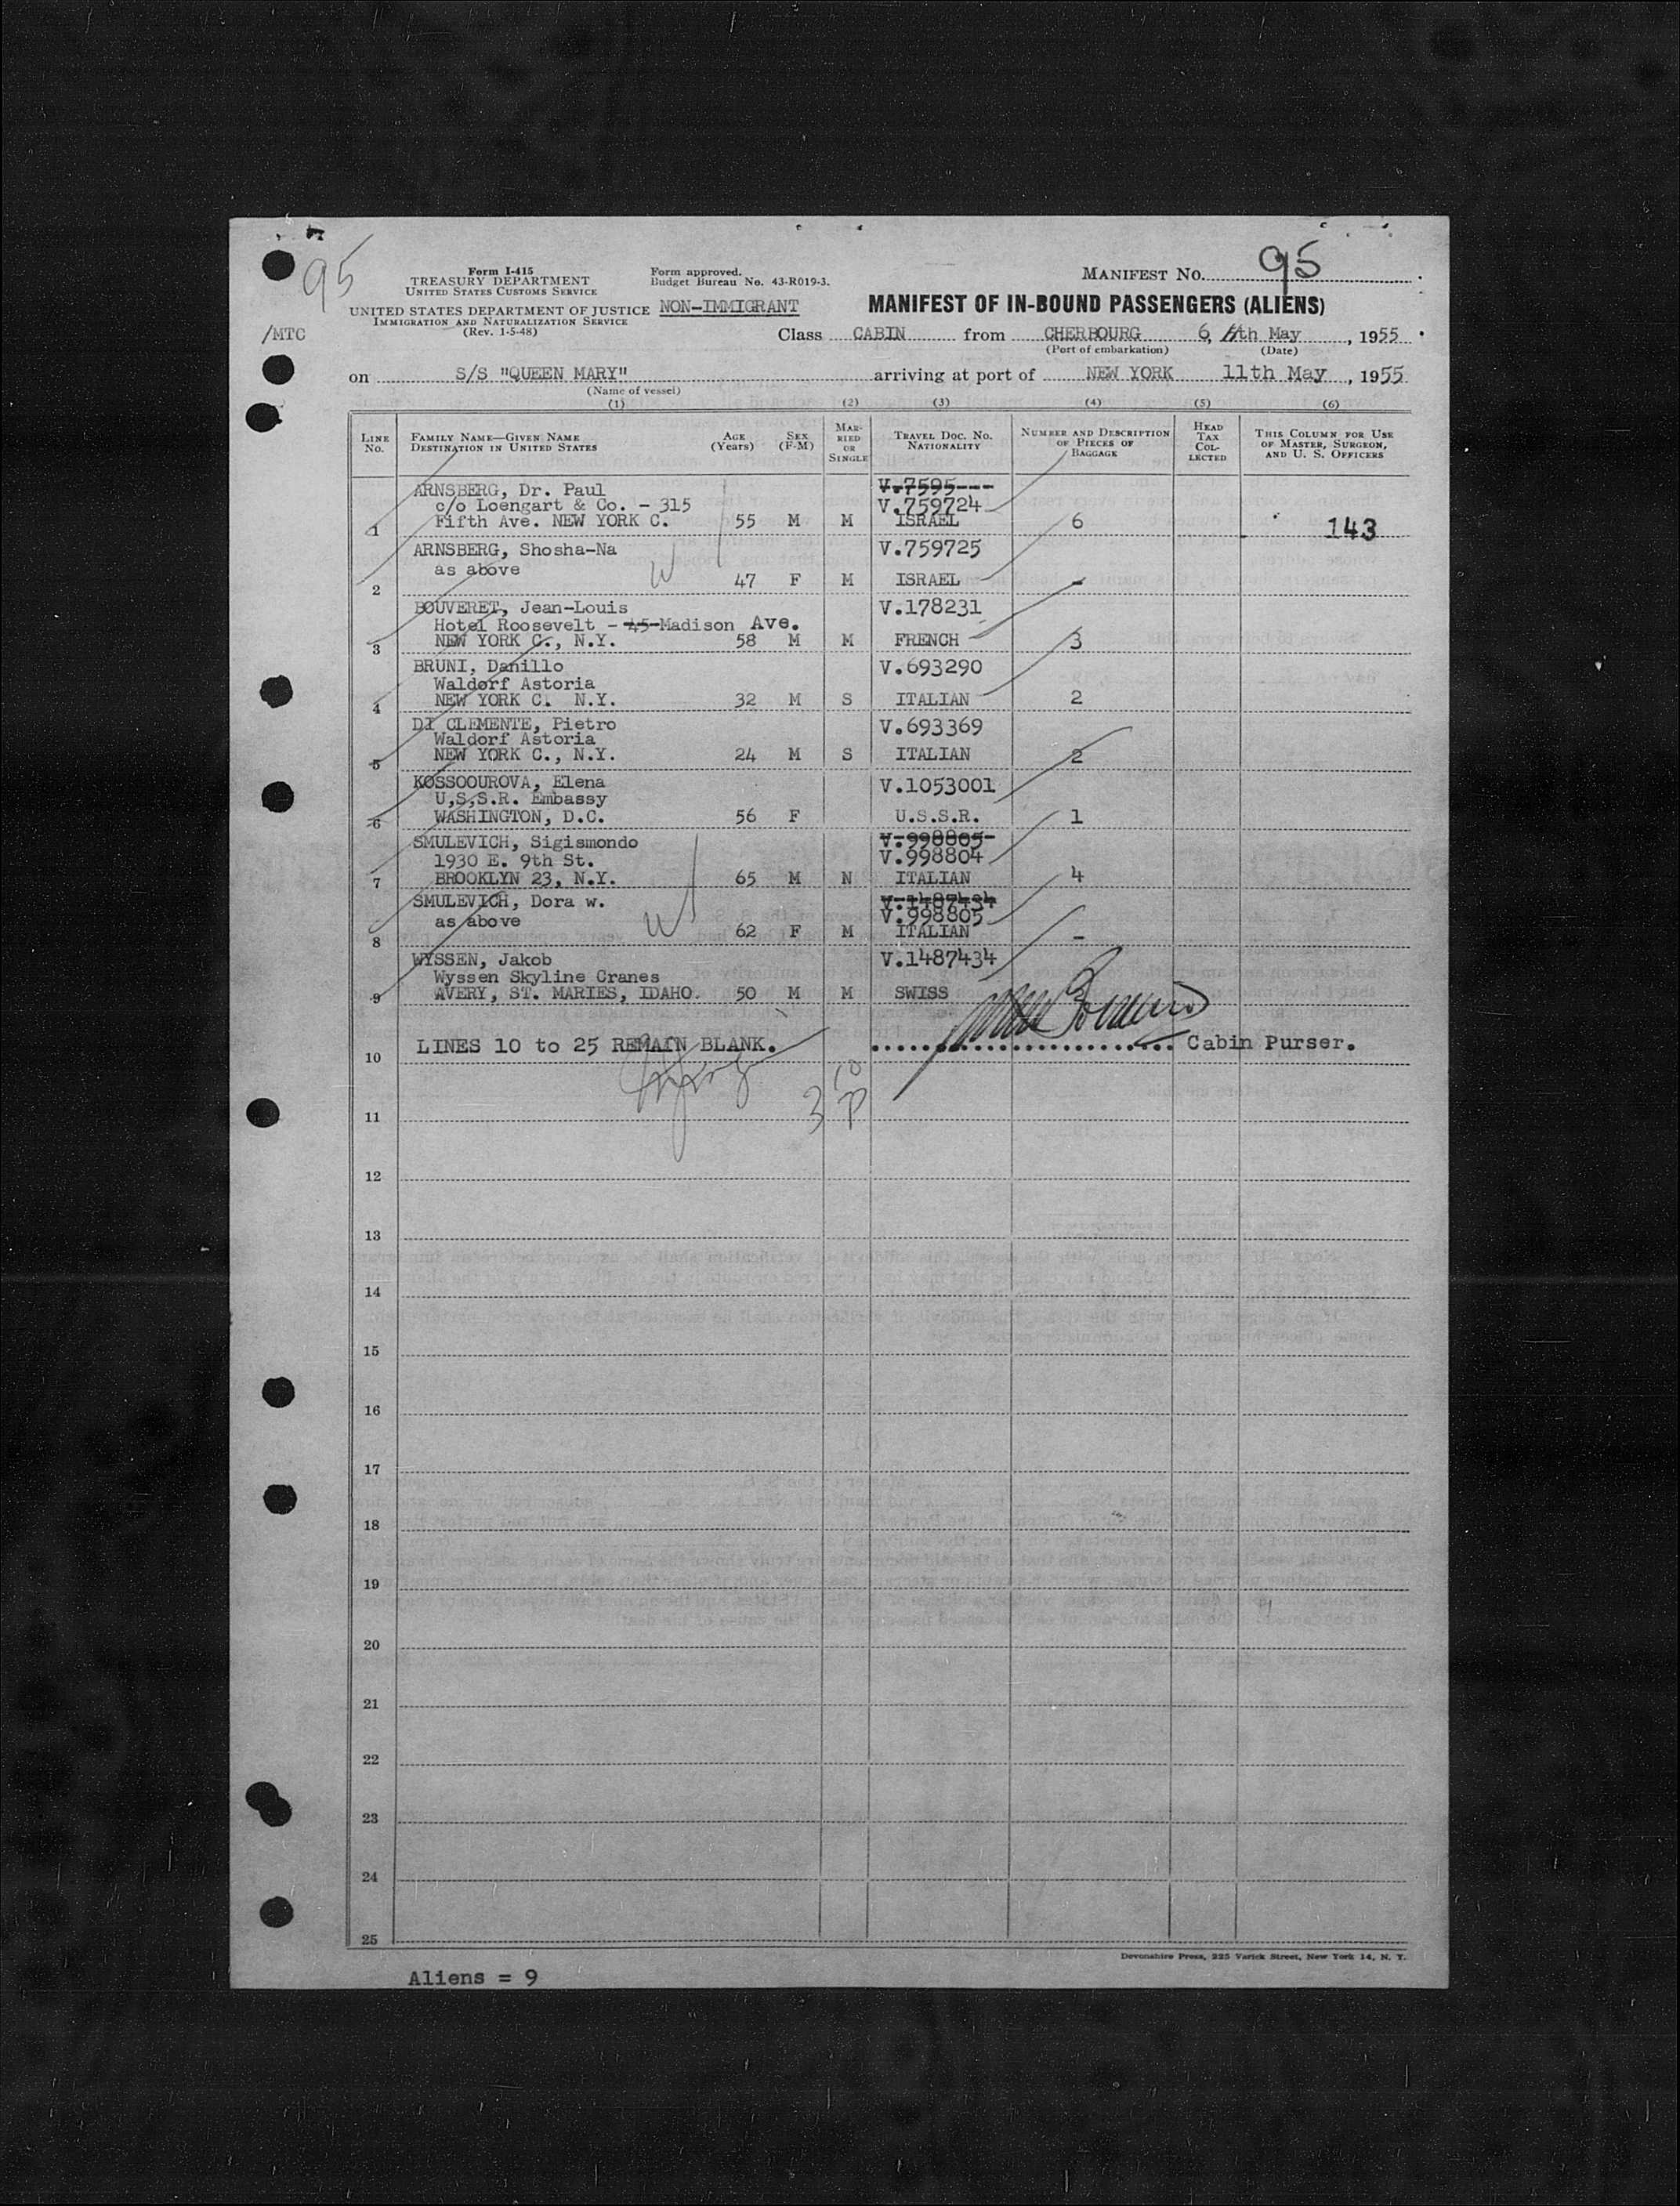 95
Form I-415
TREASURY DEPARTMENT
UNITED STATES CUSTOMS SERVICE
Form approved.
Budget Bureau No. 43-R019-3.
MANIFEST No. 95
UNITED STATES DEPARTMENT OF JUSTICE
IMMIGRATION AND NATURALIZATION SERVICE
(Rev. 1-5-48)
NON-IMMIGRANT
MANIFEST OF IN-BOUND PASSENGERS (ALIENS)
/MTC
Class CABIN from CHERBOURG 6, th May, 1955
(Port of embarkation) (Date)
on S/S "QUEEN MARY" arriving at port of NEW YORK 11th May, 1955
(Name of vessel)
(1) (2) (3) (4) (5) (6)
LINE No. FAMILY NAME—GIVEN NAME DESTINATION IN UNITED STATES AGE (Years) SEX (F-M) MARRIED OR SINGLE TRAVEL DOC. NO. NATIONALITY NUMBER AND DESCRIPTION OF PIECES OF BAGGAGE HEAD TAX COLLECTED THIS COLUMN FOR USE OF MASTER, SURGEON, AND U. S. OFFICERS
ARNSBERG, Dr. Paul V.7595---
c/o Loengart & Co. - 315 V.759724
1 Fifth Ave. NEW YORK C. 55 M M ISRAEL 6 143
ARNSBERG, Shosha-Na V.759725
as above
2 W 47 F M ISRAEL -
BOUVERET, Jean-Louis V.178231
Hotel Roosevelt - 45 Madison Ave.
3 NEW YORK C., N.Y. 58 M M FRENCH 3
BRUNI, Danillo V.693290
Waldorf Astoria
4 NEW YORK C. N.Y. 32 M S ITALIAN 2
DI CLEMENTE, Pietro V.693369
Waldorf Astoria
5 NEW YORK C., N.Y. 24 M S ITALIAN 2
KOSSOOUROVA, Elena V.1053001
U,S,S.R. Embassy
6 WASHINGTON, D.C. 56 F U.S.S.R. 1
SMULEVICH, Sigismondo V.998805
1930 E. 9th St. V.998804
7 BROOKLYN 23, N.Y. 65 M N ITALIAN 4
SMULEVICH, Dora w. V.1487434
as above V.998805
8 W 62 F M ITALIAN -
WYSSEN, Jakob V.1487434
Wyssen Skyline Cranes
9 AVERY, ST. MARIES, IDAHO. 50 M M SWISS
10 LINES 10 to 25 REMAIN BLANK. Cabin Purser.
11
12
13
14
15
16
17
18
19
20
21
22
23
24
25
Devonshire Press, 225 Varick Street, New York 14, N. Y.
Aliens = 9